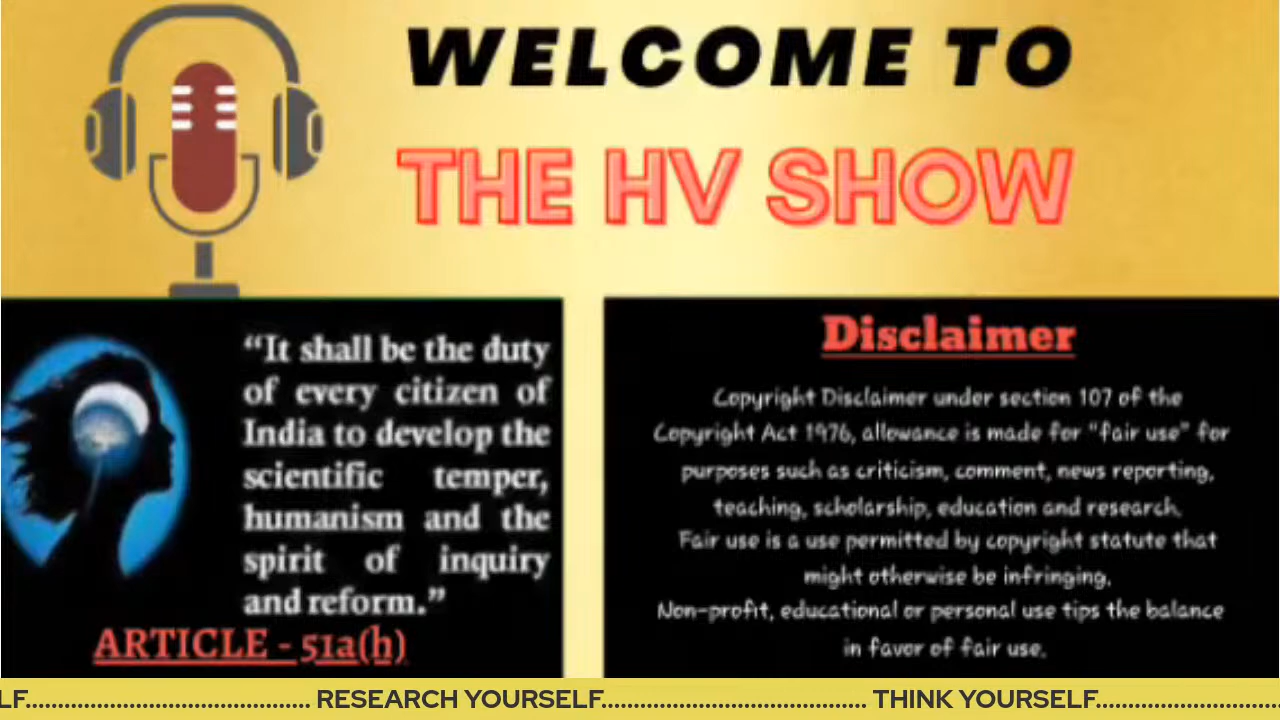 WELCOME TO
THE HV SHOW
“It shall be the duty
of every citizen of
India to develop the
scientific temper,
humanism and the
spirit of inquiry
and reform.”
ARTICLE - 51a(h)
Disclaimer
Copyright Disclaimer under section 107 of the
Copyright Act 1976, allowance is made for "fair use" for
purposes such as criticism, comment, news reporting,
teaching, scholarship, education and research.
Fair use is a use permitted by copyright statute that
might otherwise be infringing.
Non-profit, educational or personal use tips the balance
in favor of fair use.
LF............................................ RESEARCH YOURSELF......................................... THINK YOURSELF.............................